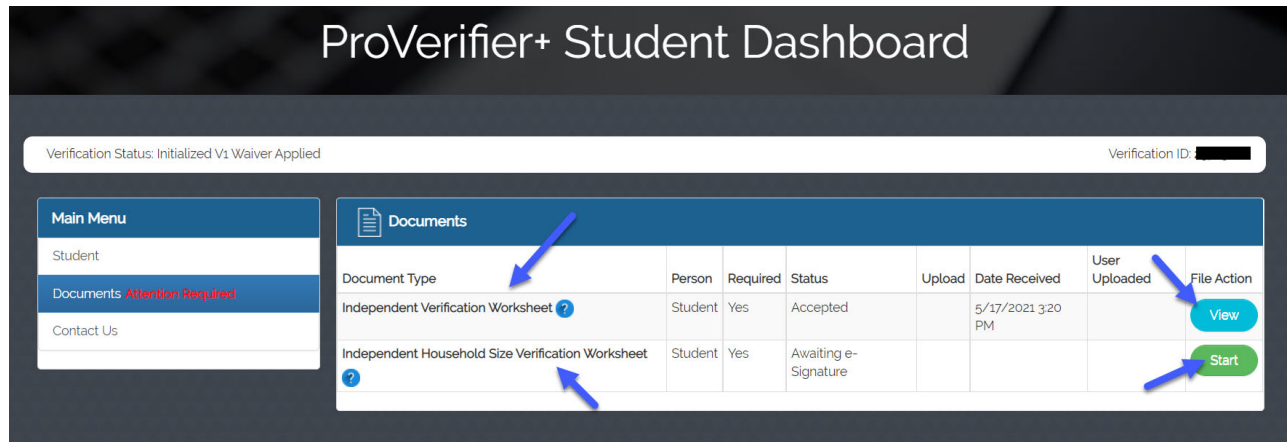 ProVerifier+ Student Dashboard
Verification Status: Initialized V1 Waiver Applied
Verification ID:
Main Menu
Student
Documents Attention Required
Contact Us
Documents
Document Type Person Required Status Upload Date Received User Uploaded File Action
Independent Verification Worksheet ? Student Yes Accepted 5/17/2021 3:20 PM View
Independent Household Size Verification Worksheet ? Student Yes Awaiting e-Signature Start